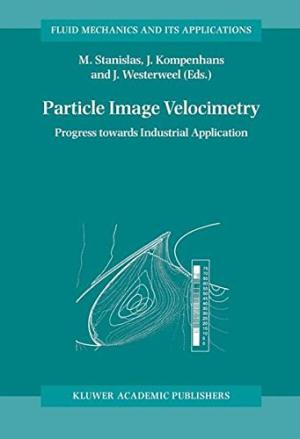 FLUID MECHANICS AND ITS APPLICATIONS
M. Stanislas, J. Kompenhans
and J. Westerweel (Eds.)
Particle Image Velocimetry
Progress towards Industrial Application
KLUWER ACADEMIC PUBLISHERS